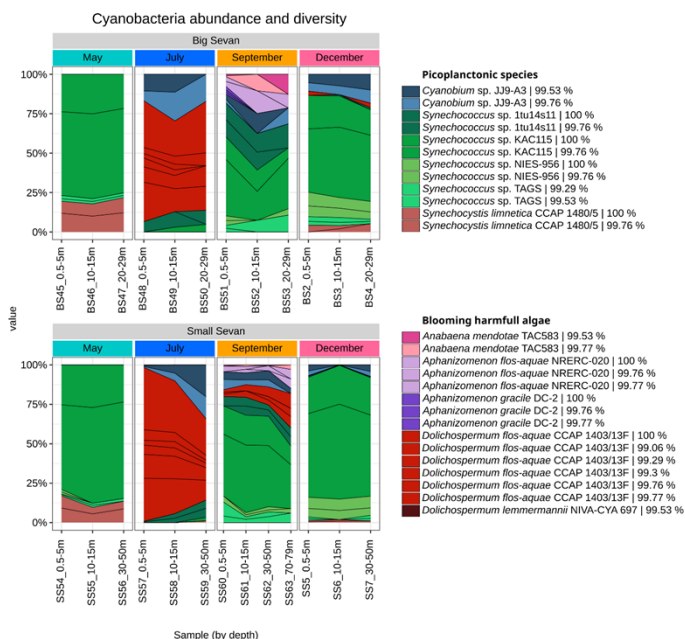 Cyanobacteria abundance and diversity
Big Sevan
May July September December
100%
75%
50%
25%
0%
BS45_0.5-5m
BS46_10-15m
BS47_20-29m
BS48_0.5-5m
BS49_10-15m
BS50_20-29m
BS51_0.5-5m
BS52_10-15m
BS53_20-29m
BS2_0.5-5m
BS3_10-15m
BS4_20-29m
value
Small Sevan
May July September December
100%
75%
50%
25%
0%
SS54_0.5-5m
SS55_10-15m
SS56_30-50m
SS57_0.5-5m
SS58_10-15m
SS59_30-50m
SS60_0.5-5m
SS61_10-15m
SS62_30-50m
SS63_70-79m
SS5_0.5-5m
SS6_10-15m
SS7_30-50m
Sample (by depth)
Picoplanctonic species
Cyanobium sp. JJ9-A3 | 99.53 %
Cyanobium sp. JJ9-A3 | 99.76 %
Synechococcus sp. 1tu14s11 | 100 %
Synechococcus sp. 1tu14s11 | 99.76 %
Synechococcus sp. KAC115 | 100 %
Synechococcus sp. KAC115 | 99.76 %
Synechococcus sp. NIES-956 | 100 %
Synechococcus sp. NIES-956 | 99.76 %
Synechococcus sp. TAGS | 99.29 %
Synechococcus sp. TAGS | 99.53 %
Synechocystis limnetica CCAP 1480/5 | 100 %
Synechocystis limnetica CCAP 1480/5 | 99.76 %
Blooming harmfull algae
Anabaena mendotae TAC583 | 99.53 %
Anabaena mendotae TAC583 | 99.77 %
Aphanizomenon flos-aquae NRERC-020 | 100 %
Aphanizomenon flos-aquae NRERC-020 | 99.76 %
Aphanizomenon flos-aquae NRERC-020 | 99.77 %
Aphanizomenon gracile DC-2 | 100 %
Aphanizomenon gracile DC-2 | 99.76 %
Aphanizomenon gracile DC-2 | 99.77 %
Dolichospermum flos-aquae CCAP 1403/13F | 100 %
Dolichospermum flos-aquae CCAP 1403/13F | 99.06 %
Dolichospermum flos-aquae CCAP 1403/13F | 99.29 %
Dolichospermum flos-aquae CCAP 1403/13F | 99.3 %
Dolichospermum flos-aquae CCAP 1403/13F | 99.76 %
Dolichospermum flos-aquae CCAP 1403/13F | 99.77 %
Dolichospermum lemmermannii NIVA-CYA 697 | 99.53 %